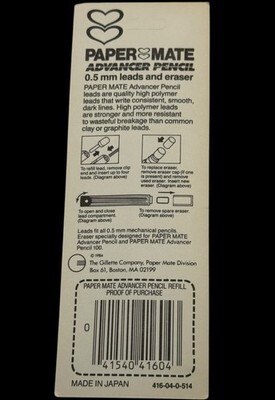 PAPER MATE
ADVANCER PENCIL
0.5 mm leads and eraser
PAPER MATE Advancer Pencil
leads are quality high polymer
leads that write consistent, smooth,
dark lines. High polymer leads
are stronger and more resistant
to wasteful breakage than common
clay or graphite leads.
To refill lead, remove clip
end and insert up to four
leads. (Diagram above)
To replace eraser,
remove eraser cap (if one
is present) and remove
used eraser. Insert new
eraser. (Diagram above)
To open and close
lead compartment.
(Diagram above)
To remove spare eraser.
(Diagram above)
Leads fit all 0.5 mm mechanical pencils.
Eraser specially designed for PAPER MATE
Advancer Pencil and PAPER MATE Advancer
Pencil 100.
© 1984
The Gillette Company, Paper Mate Division
Box 61, Boston, MA 02199
PAPER MATE ADVANCER PENCIL REFILL
PROOF OF PURCHASE
0
41540 41604
MADE IN JAPAN 416-04-0-514